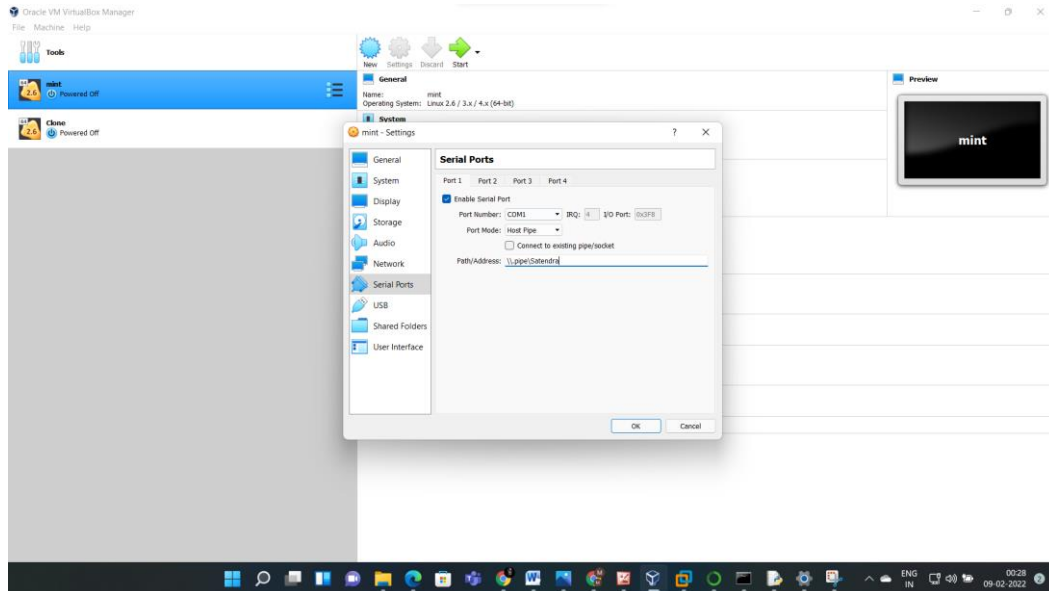 Oracle VM VirtualBox Manager
File Machine Help
Tools
New Settings Discard Start
mint
Powered Off
Clone
Powered Off
General
Name: mint
Operating System: Linux 2.6 / 3.x / 4.x (64-bit)
System
Preview
mint
mint - Settings
General
System
Display
Storage
Audio
Network
Serial Ports
USB
Shared Folders
User Interface
Serial Ports
Port 1 Port 2 Port 3 Port 4
Enable Serial Port
Port Number: COM1 IRQ: 4 I/O Port: 0x3F8
Port Mode: Host Pipe
Connect to existing pipe/socket
Path/Address: \\.pipe\Satendra
OK Cancel
ENG
IN
00:28
09-02-2022